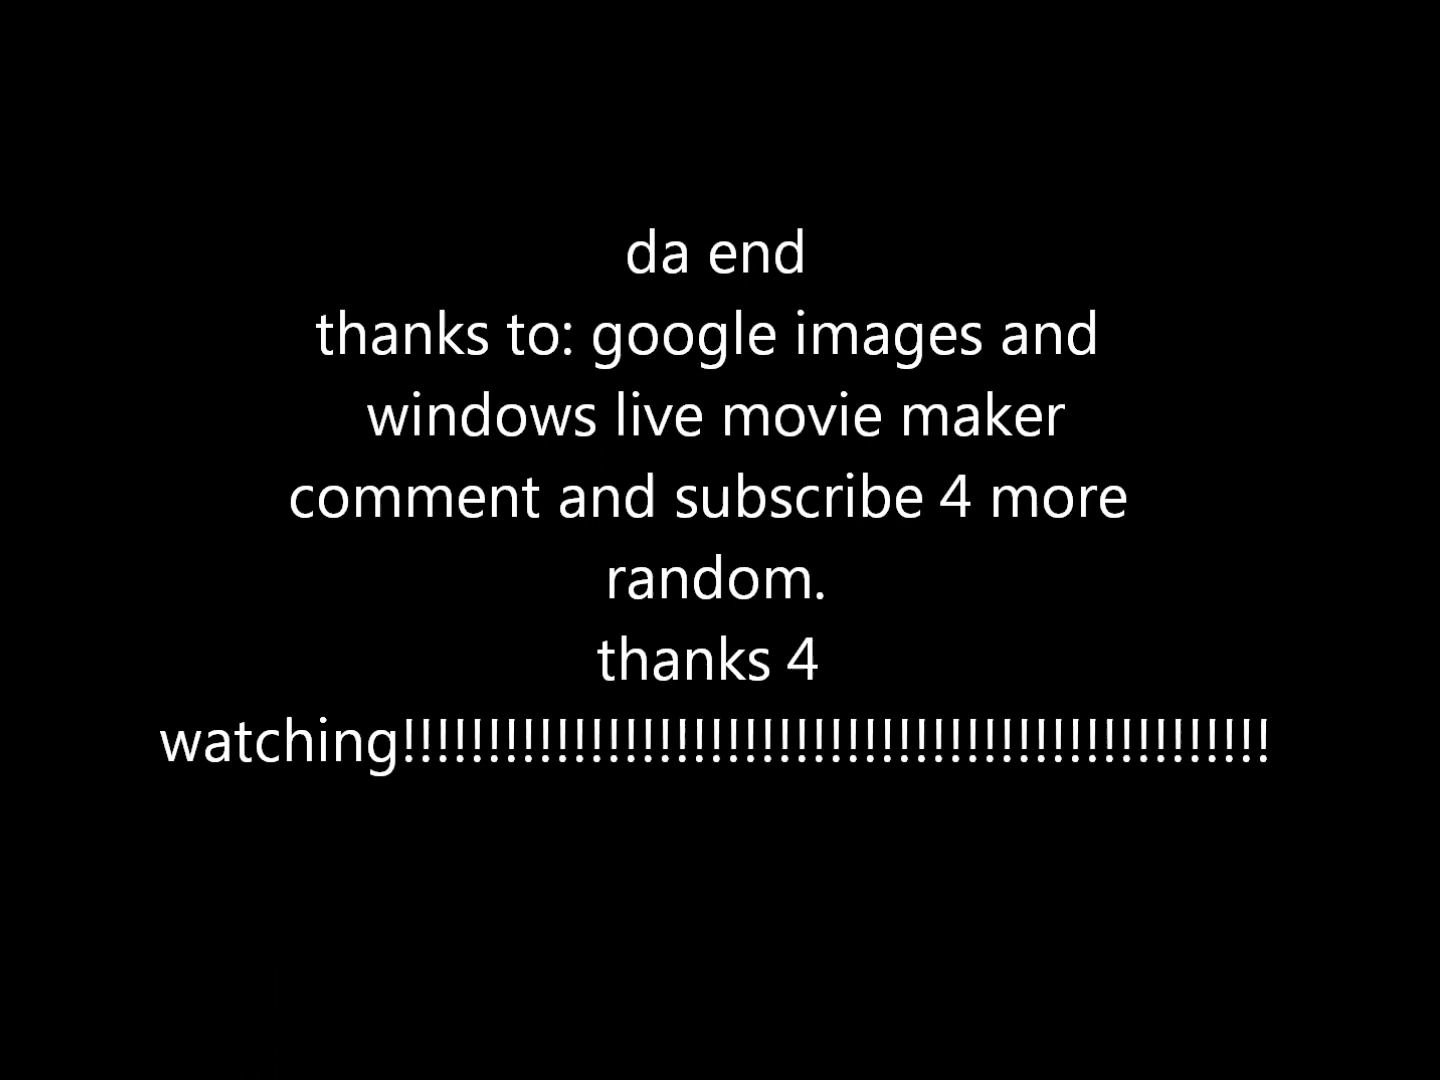 da end
thanks to: google images and
windows live movie maker
comment and subscribe 4 more
random.
thanks 4
watching!!!!!!!!!!!!!!!!!!!!!!!!!!!!!!!!!!!!!!!!!!!!!!!!!!!